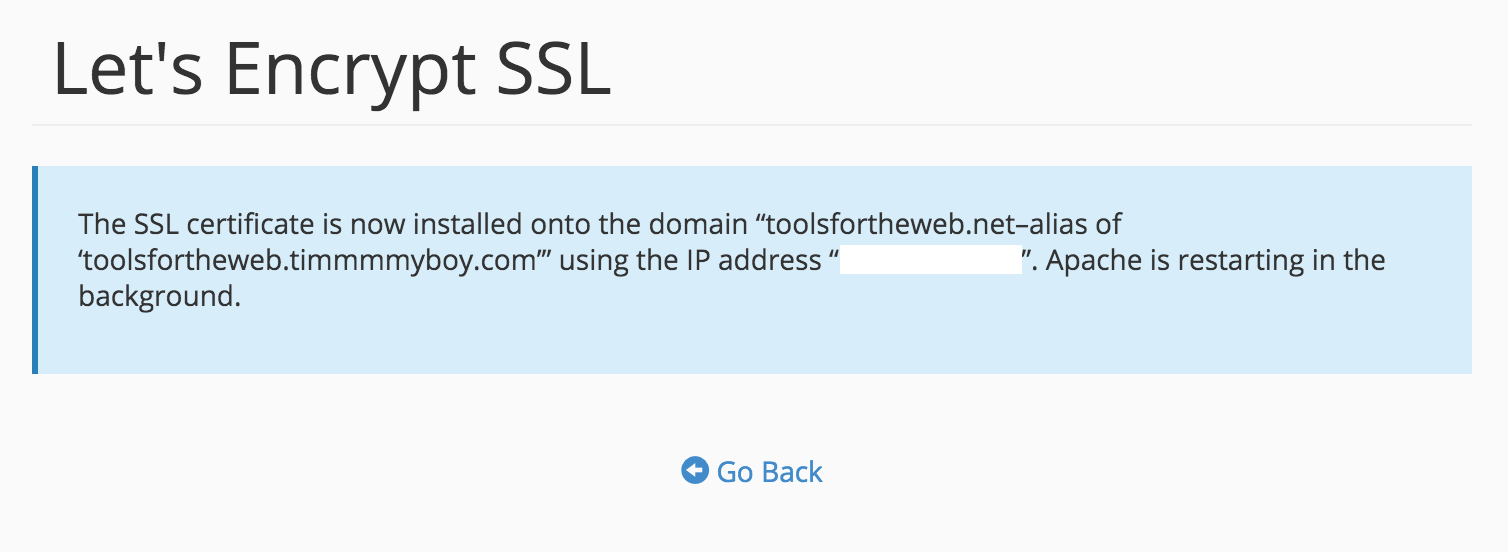 Let's Encrypt SSL
The SSL certificate is now installed onto the domain “toolsfortheweb.net–alias of
‘toolsfortheweb.timmmmyboy.com’” using the IP address “ ”. Apache is restarting in the
background.
Go Back